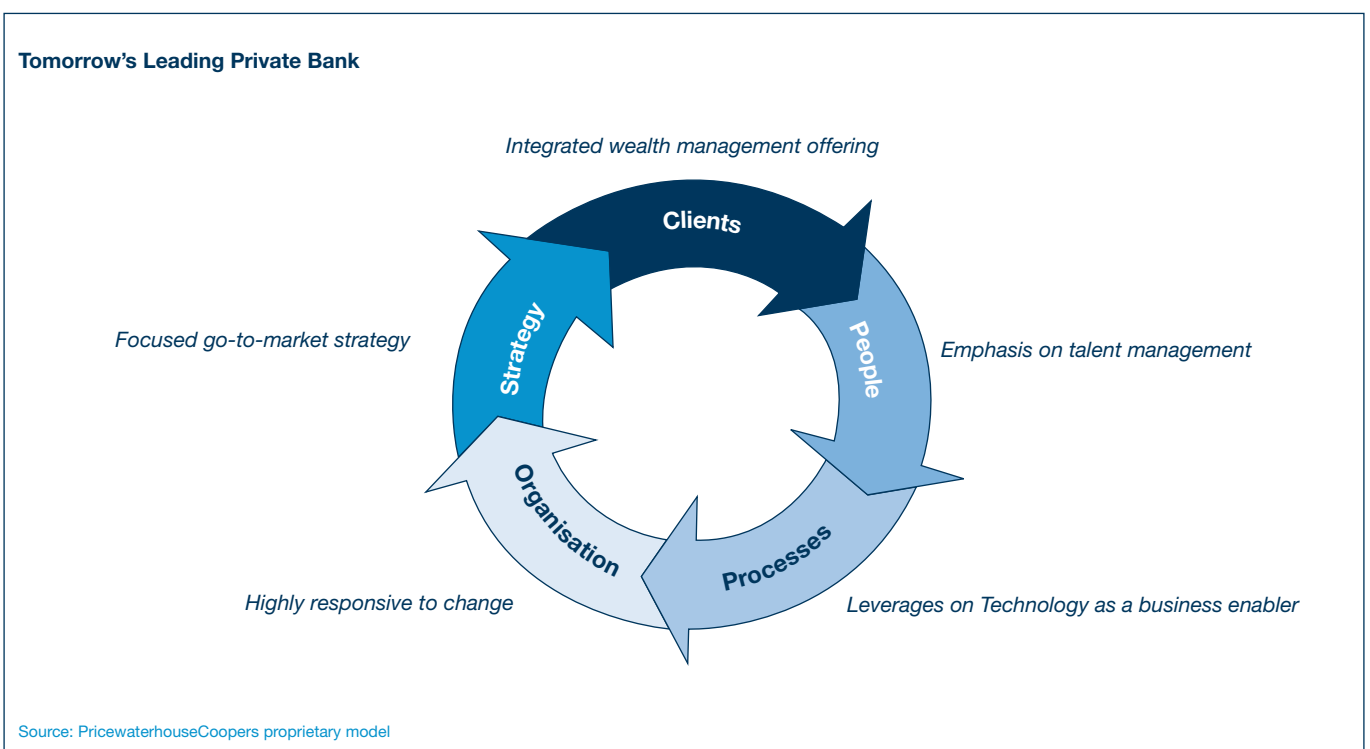 Tomorrow’s Leading Private Bank
Integrated wealth management offering
Clients
Strategy
People
Focused go-to-market strategy
Emphasis on talent management
Organisation
Processes
Highly responsive to change
Leverages on Technology as a business enabler
Source: PricewaterhouseCoopers proprietary model